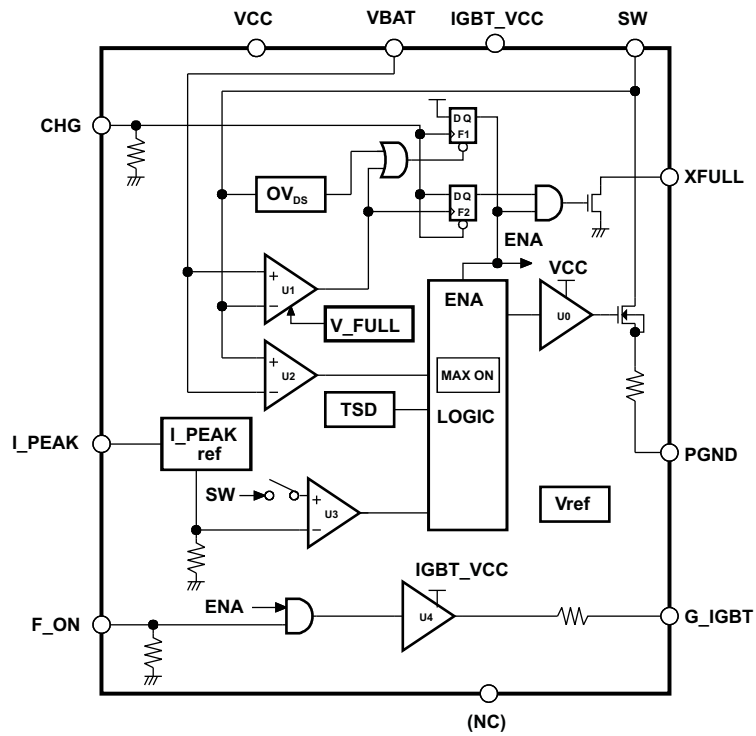 VCC
VBAT
IGBT_VCC
SW
CHG
D Q
F1
XFULL
OVDS
D Q
F2
ENA
U1
+
−
VCC
ENA
V_FULL
U0
+
−
U2
MAX ON
TSD
LOGIC
I_PEAK
I_PEAK
ref
PGND
SW
+
−
U3
Vref
IGBT_VCC
ENA
F_ON
U4
G_IGBT
(NC)